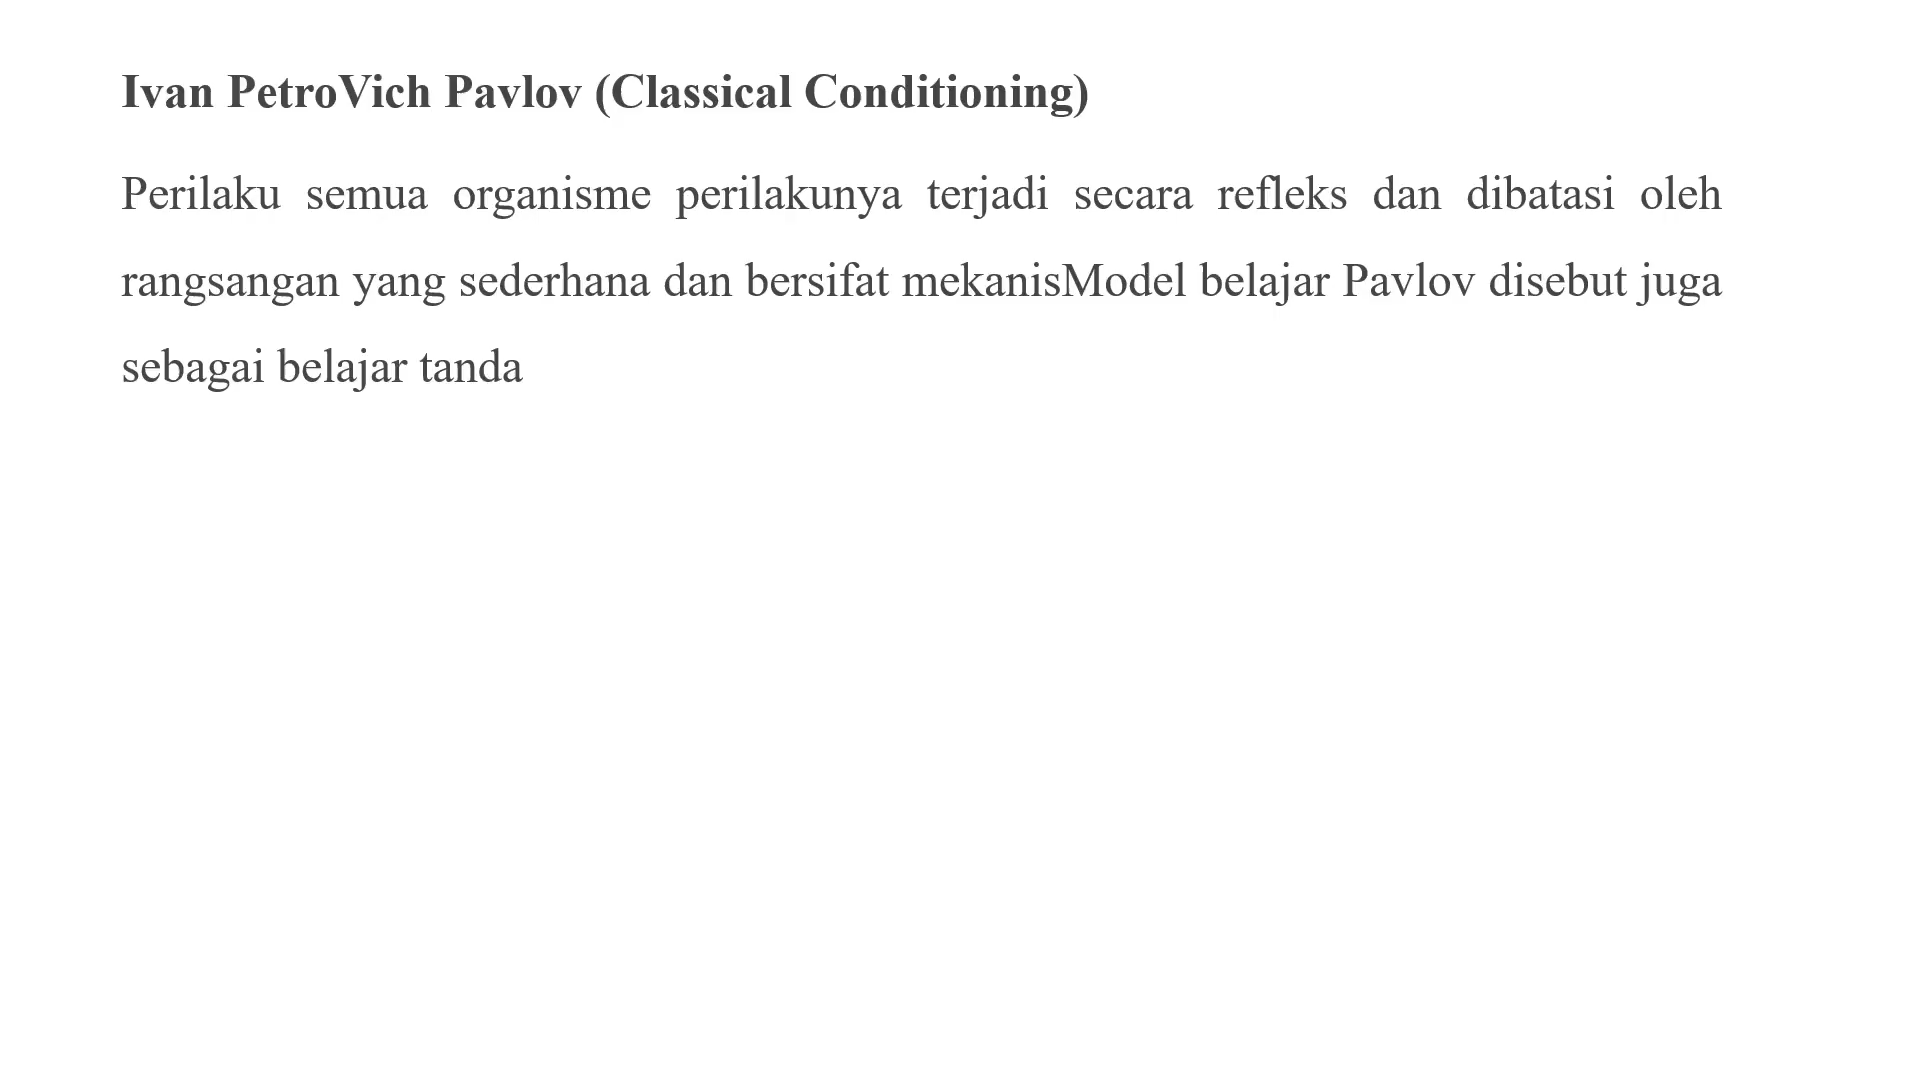 Ivan PetroVich Pavlov (Classical Conditioning)
Perilaku semua organisme perilakunya terjadi secara refleks dan dibatasi oleh
rangsangan yang sederhana dan bersifat mekanisModel belajar Pavlov disebut juga
sebagai belajar tanda